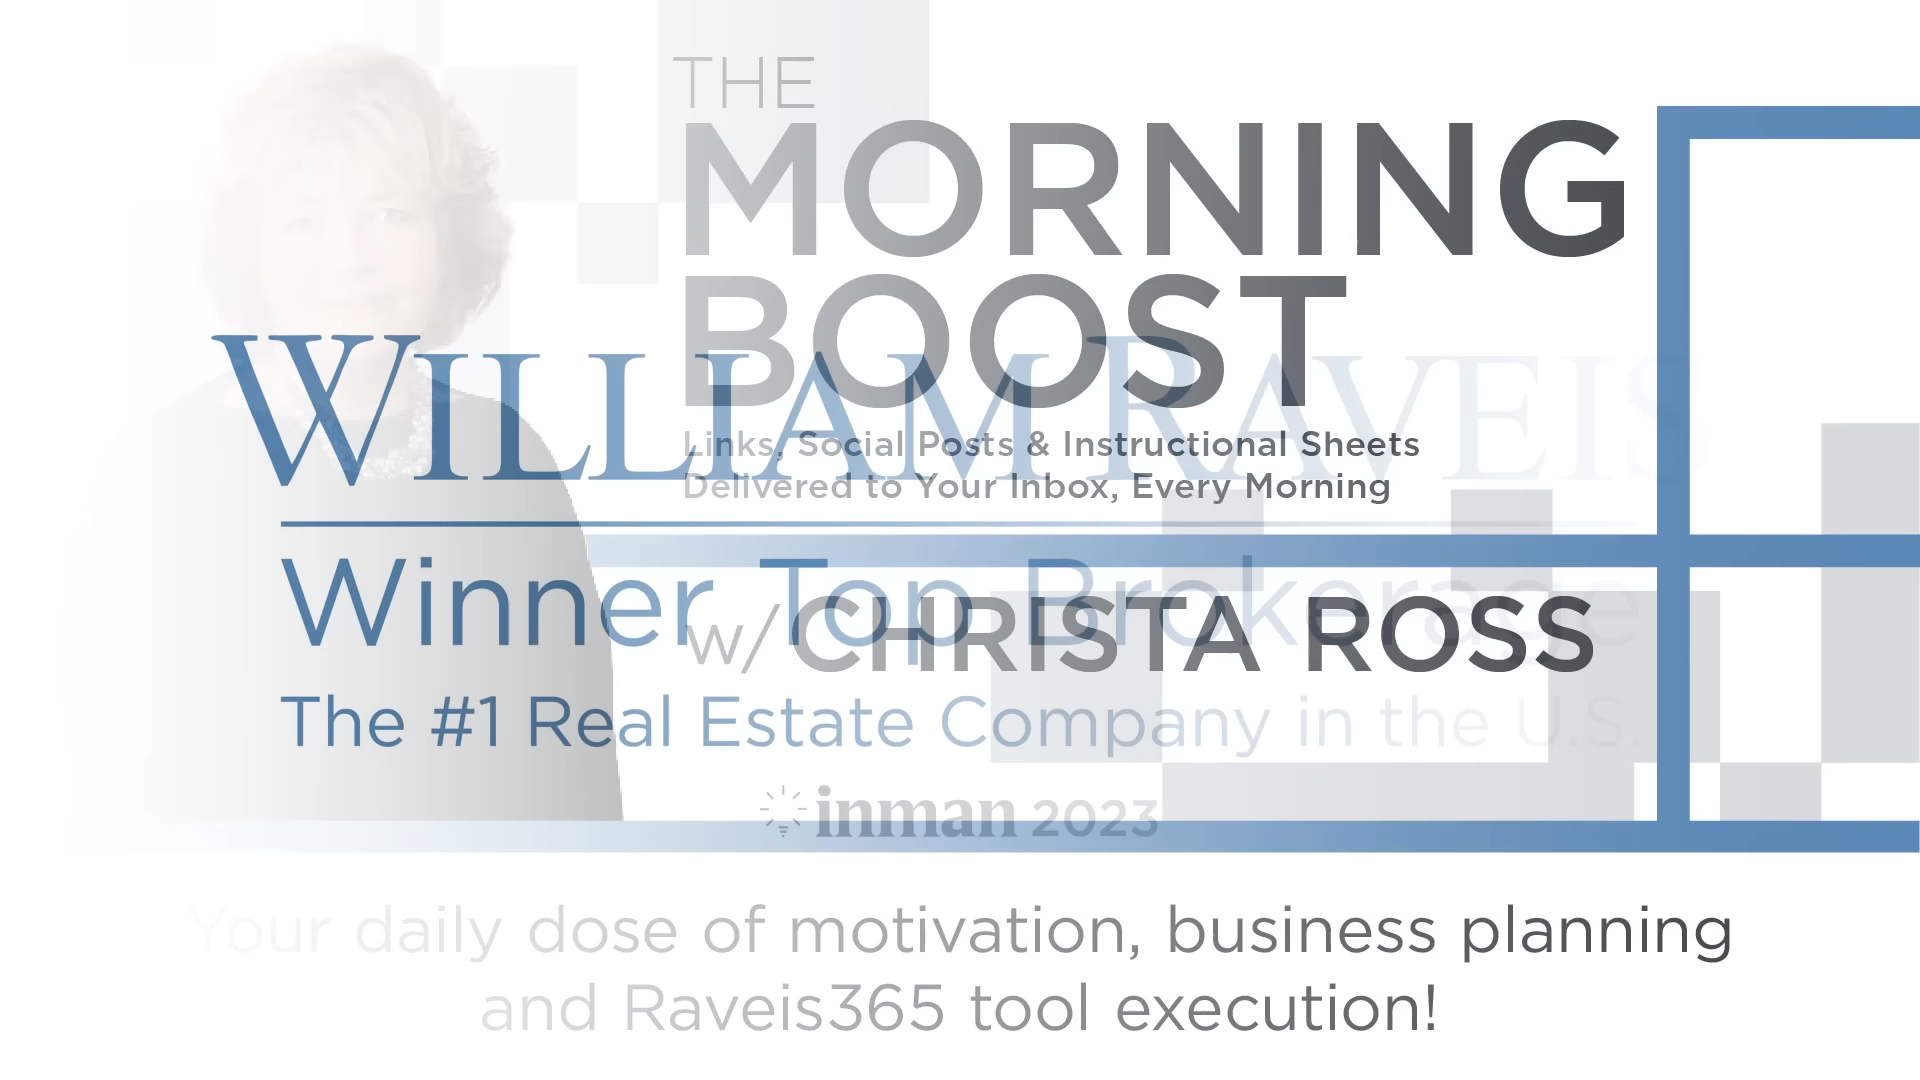 THE
MORNING
BOOST
WILLIAM RAVEIS
Links, Social Posts & Instructional Sheets
Delivered to Your Inbox, Every Morning
Winner Top Brokerage
w/CHRISTA ROSS
The #1 Real Estate Company in the U.S.
inman 2023
Your daily dose of motivation, business planning
and Raveis365 tool execution!